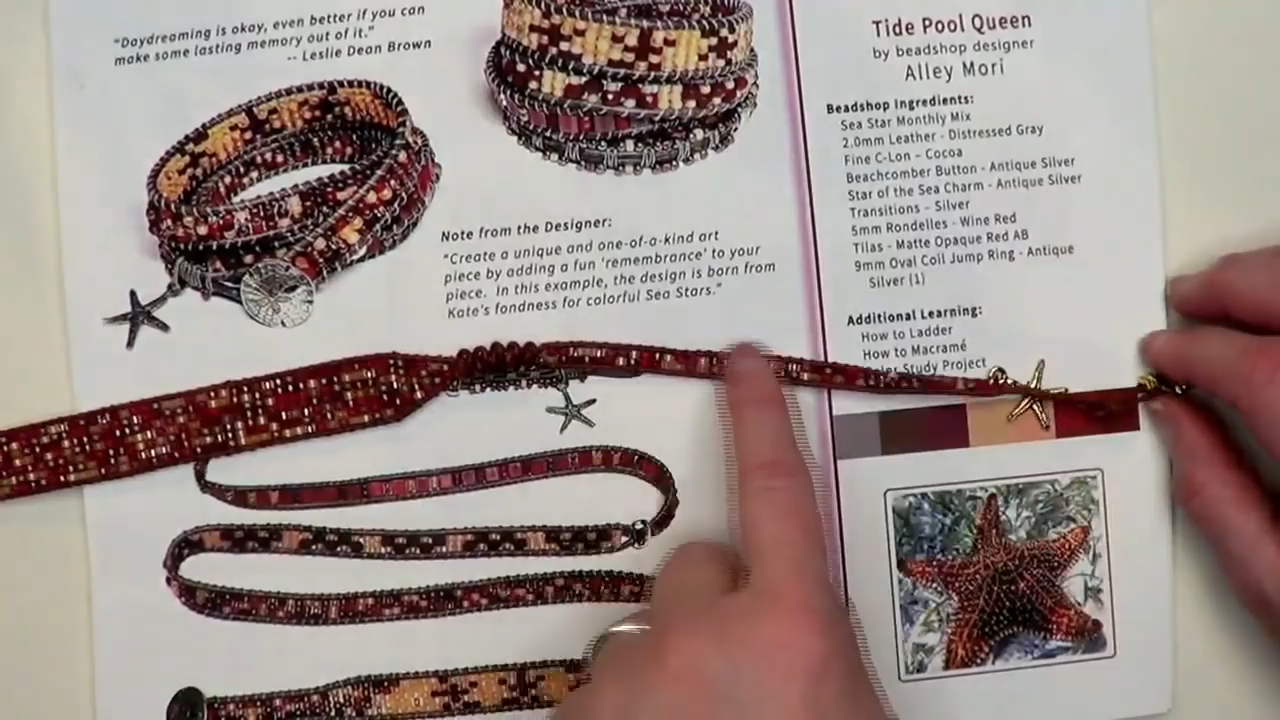 "Daydreaming is okay, even better if you can
make some lasting memory out of it."
-- Leslie Dean Brown
Note from the Designer:
"Create a unique and one-of-a-kind art
piece by adding a fun 'remembrance' to your
piece. In this example, the design is born from
Kate's fondness for colorful Sea Stars."
Tide Pool Queen
by beadshop designer
Alley Mori
Beadshop Ingredients:
Sea Star Monthly Mix
2.0mm Leather - Distressed Gray
Fine C-Lon - Cocoa
Beachcomber Button - Antique Silver
Star of the Sea Charm - Antique Silver
Transitions - Silver
5mm Rondelles - Wine Red
Tilas - Matte Opaque Red AB
9mm Oval Coil Jump Ring - Antique
Silver (1)
Additional Learning:
How to Ladder
How to Macramé
Study Project